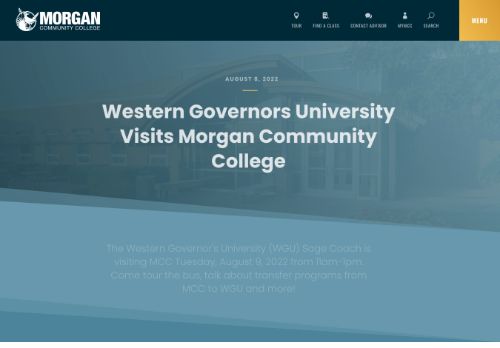 MORGAN
COMMUNITY COLLEGE
TOUR
FIND A CLASS
CONTACT ADVISOR
MYMCC
SEARCH
MENU
AUGUST 8, 2022
Western Governors University
Visits Morgan Community
College
The Western Governor's University (WGU) Sage Coach is
visiting MCC Tuesday, August 9, 2022 from 11am-1pm.
Come tour the bus, talk about transfer programs from
MCC to WGU and more!